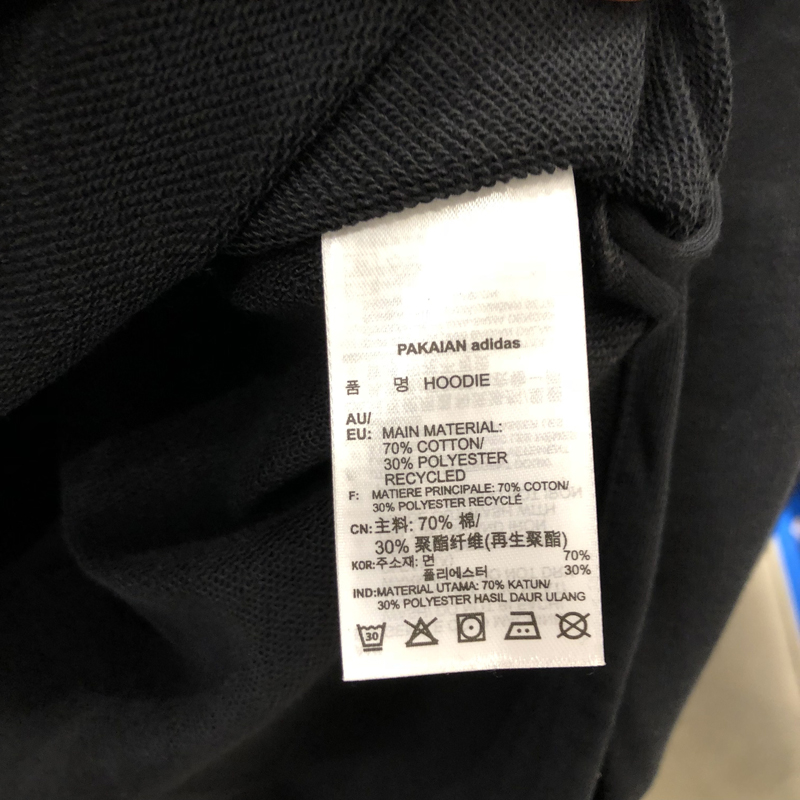 PAKAIAN adidas
품 명 HOODIE
AU/
EU: MAIN MATERIAL:
70% COTTON/
30% POLYESTER
RECYCLED
F: MATIERE PRINCIPALE: 70% COTON/
30% POLYESTER RECYCLÉ
CN: 主料: 70% 棉/
30% 聚酯纤维(再生聚酯)
KOR: 주소재: 면 70%
폴리에스터 30%
IND: MATERIAL UTAMA: 70% KATUN/
30% POLYESTER HASIL DAUR ULANG
30